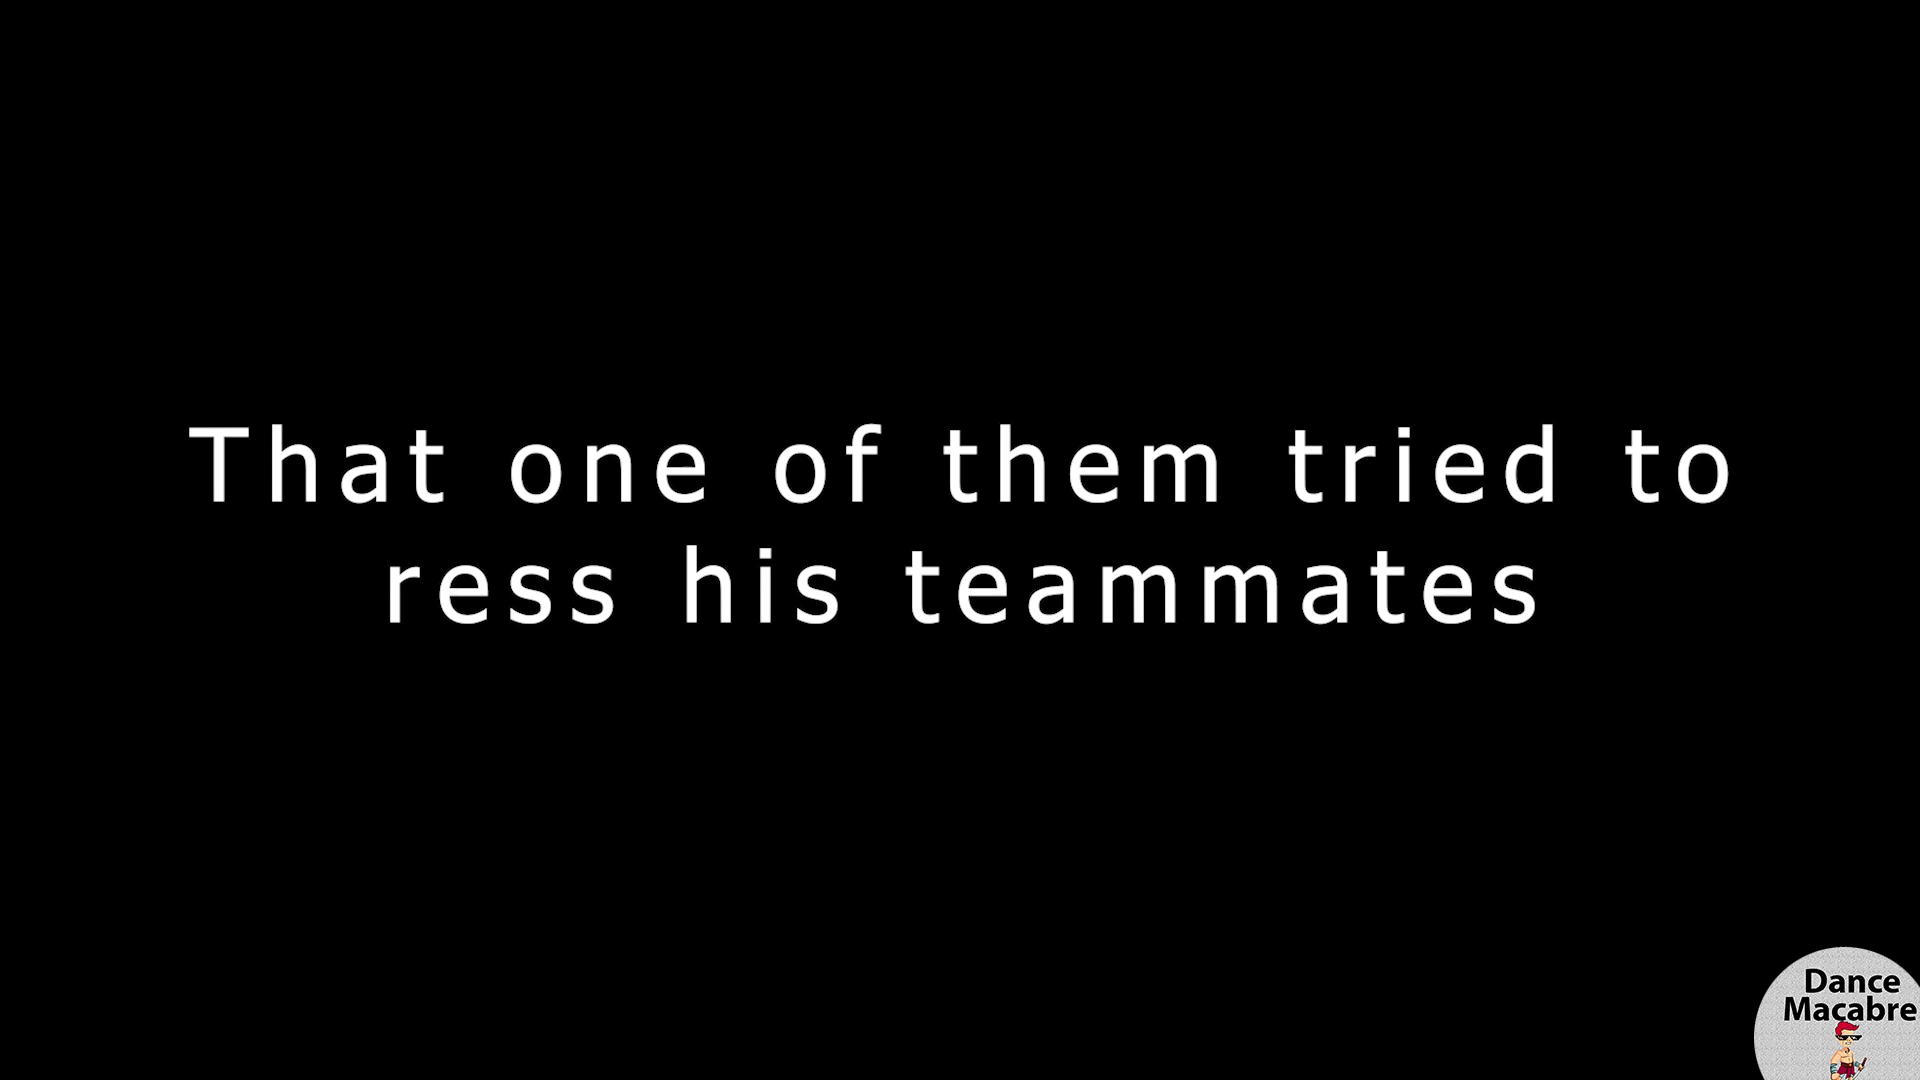 That one of them tried to
ress his teammates
Dance
Macabre